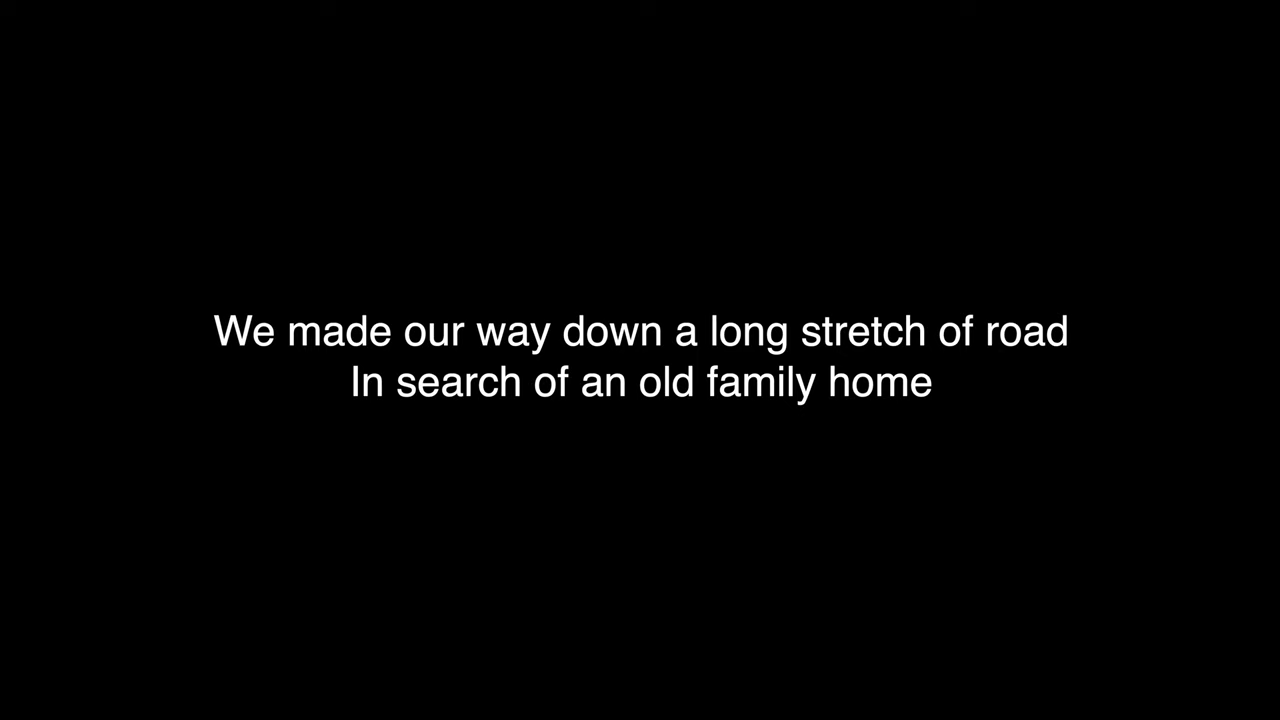 We made our way down a long stretch of road
In search of an old family home